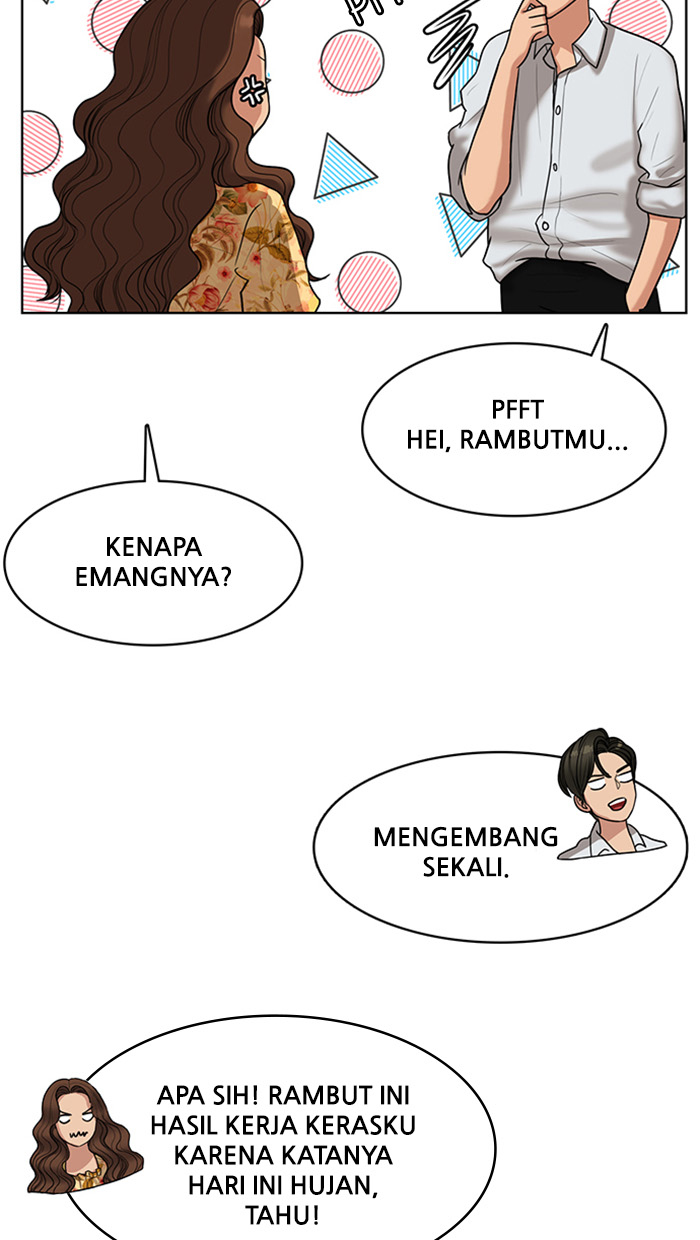 PFFT
HEI, RAMBUTMU...
KENAPA
EMANGNYA?
MENGEMBANG
SEKALI.
APA SIH! RAMBUT INI
HASIL KERJA KERASKU
KARENA KATANYA
HARI INI HUJAN,
TAHU!